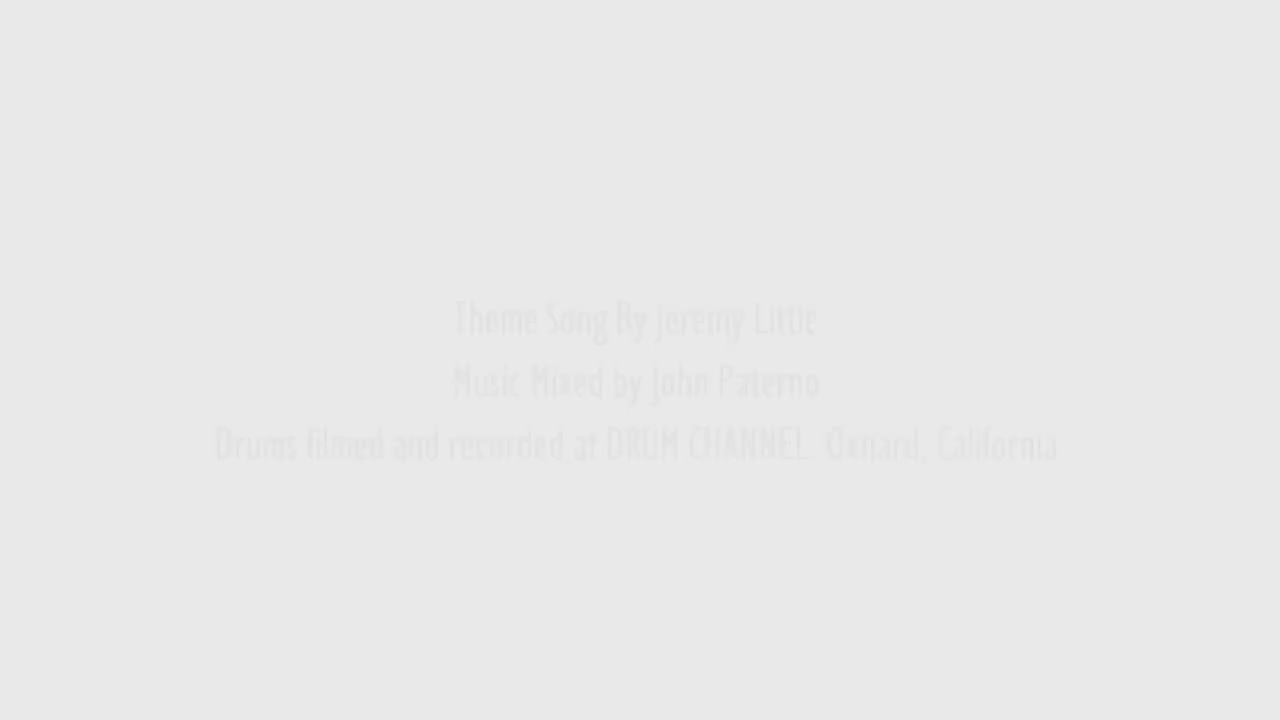 Theme Song By Jeremy Little
Music Mixed by John Paterno
Drums filmed and recorded at DRUM CHANNEL. Oxnard, California